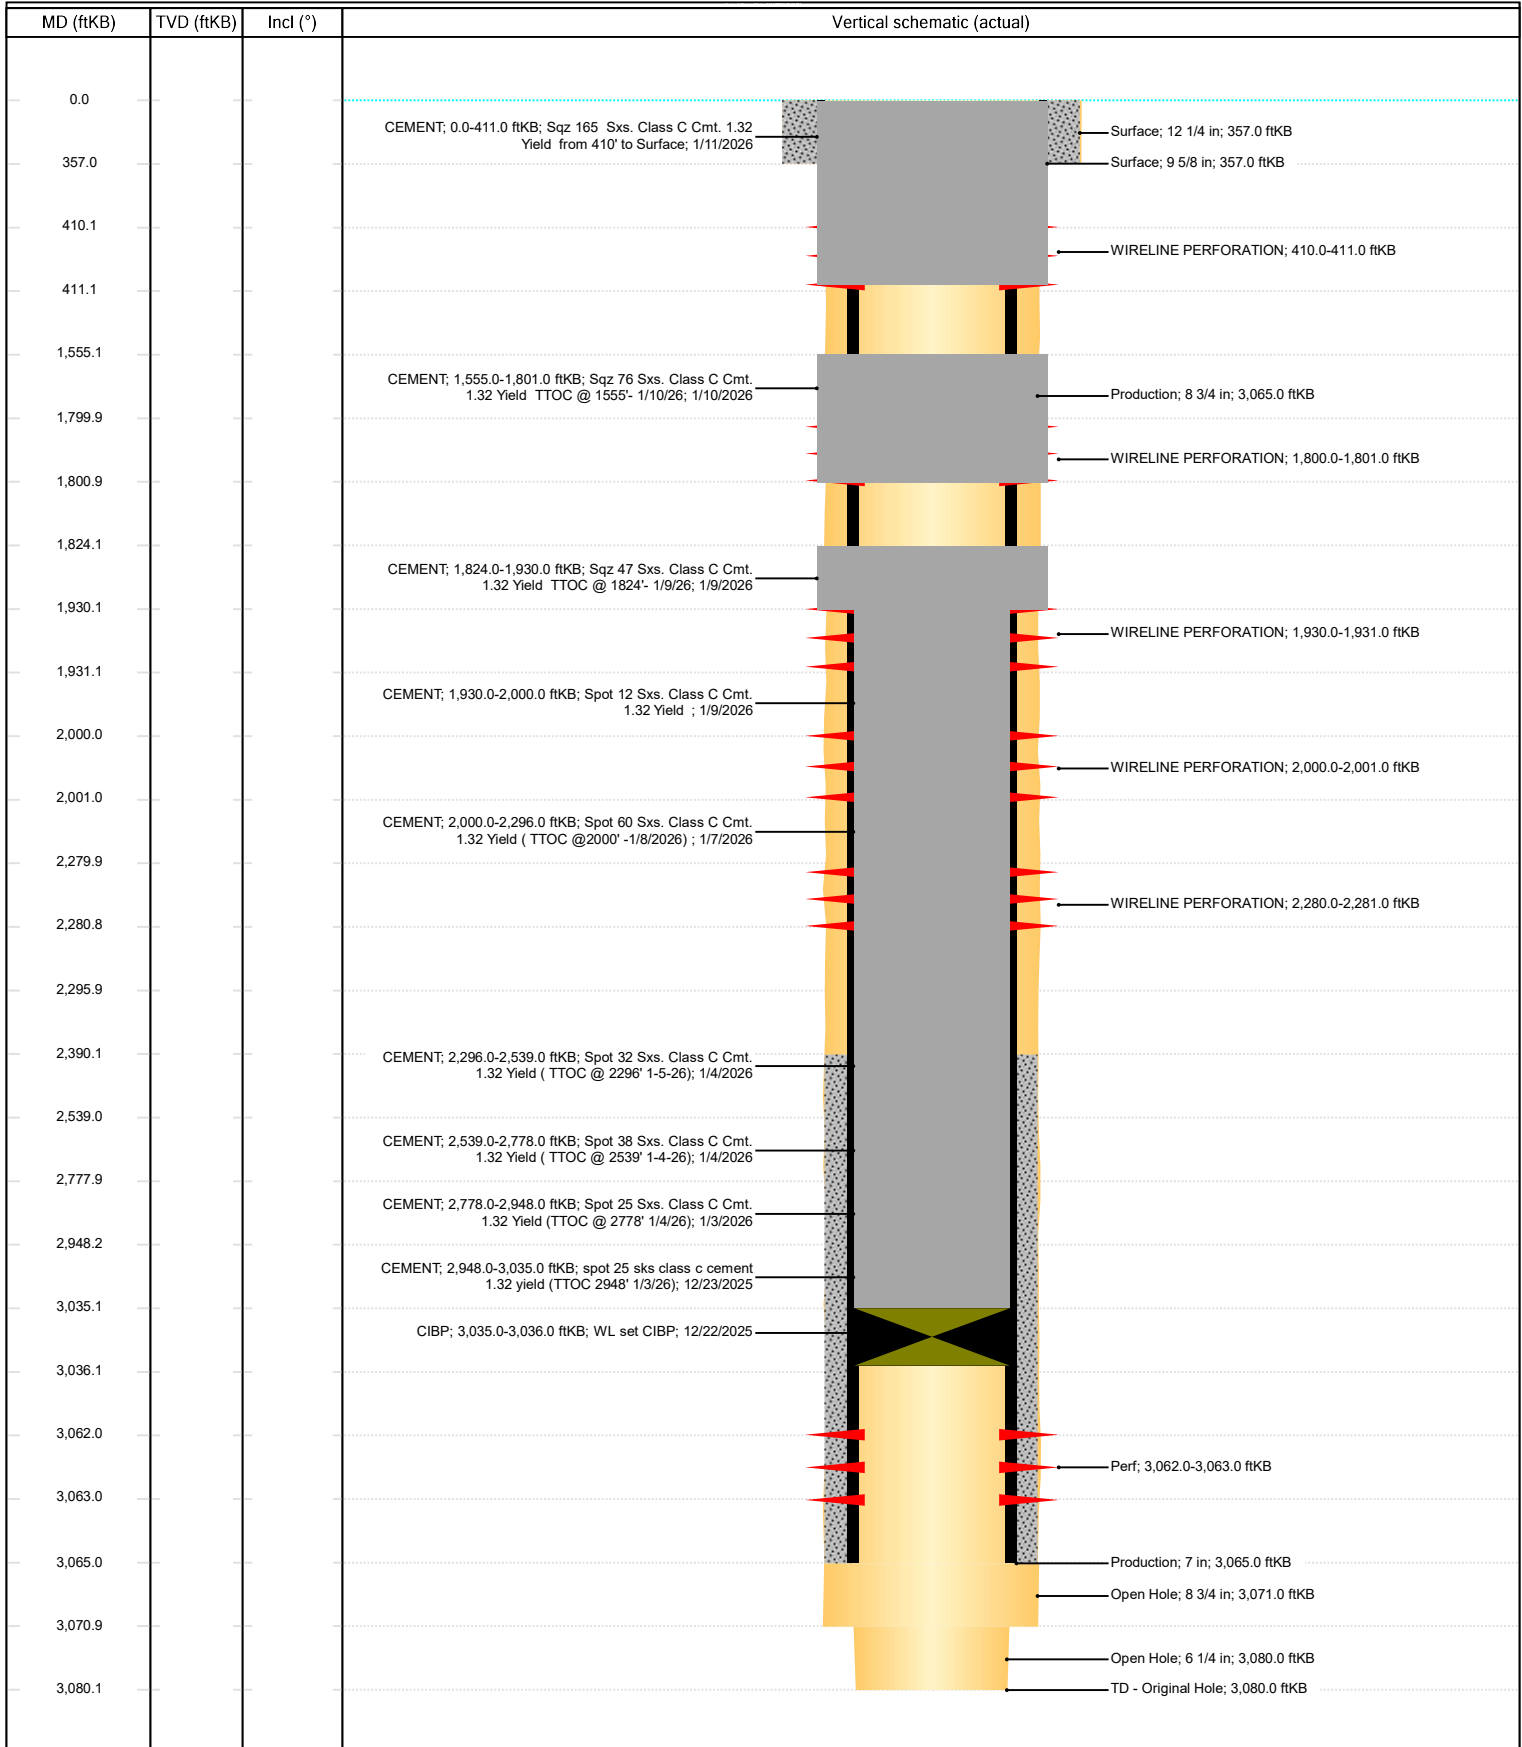 MD (ftKB) TVD (ftKB) Incl (°) Vertical schematic (actual)
0.0
CEMENT; 0.0-411.0 ftKB; Sqz 165  Sxs. Class C Cmt. 1.32
Yield  from 410' to Surface; 1/11/2026
Surface; 12 1/4 in; 357.0 ftKB
357.0
Surface; 9 5/8 in; 357.0 ftKB
410.1
WIRELINE PERFORATION; 410.0-411.0 ftKB
411.1
1,555.1
CEMENT; 1,555.0-1,801.0 ftKB; Sqz 76 Sxs. Class C Cmt.
1.32 Yield  TTOC @ 1555'- 1/10/26; 1/10/2026
Production; 8 3/4 in; 3,065.0 ftKB
1,799.9
WIRELINE PERFORATION; 1,800.0-1,801.0 ftKB
1,800.9
1,824.1
CEMENT; 1,824.0-1,930.0 ftKB; Sqz 47 Sxs. Class C Cmt.
1.32 Yield  TTOC @ 1824'- 1/9/26; 1/9/2026
1,930.1
WIRELINE PERFORATION; 1,930.0-1,931.0 ftKB
1,931.1
CEMENT; 1,930.0-2,000.0 ftKB; Spot 12 Sxs. Class C Cmt.
1.32 Yield  ; 1/9/2026
2,000.0
WIRELINE PERFORATION; 2,000.0-2,001.0 ftKB
2,001.0
CEMENT; 2,000.0-2,296.0 ftKB; Spot 60 Sxs. Class C Cmt.
1.32 Yield ( TTOC @2000' -1/8/2026) ; 1/7/2026
2,279.9
WIRELINE PERFORATION; 2,280.0-2,281.0 ftKB
2,280.8
2,295.9
2,390.1
CEMENT; 2,296.0-2,539.0 ftKB; Spot 32 Sxs. Class C Cmt.
1.32 Yield ( TTOC @ 2296' 1-5-26); 1/4/2026
2,539.0
CEMENT; 2,539.0-2,778.0 ftKB; Spot 38 Sxs. Class C Cmt.
1.32 Yield ( TTOC @ 2539' 1-4-26); 1/4/2026
2,777.9
CEMENT; 2,778.0-2,948.0 ftKB; Spot 25 Sxs. Class C Cmt.
1.32 Yield (TTOC @ 2778' 1/4/26); 1/3/2026
2,948.2
CEMENT; 2,948.0-3,035.0 ftKB; spot 25 sks class c cement
1.32 yield (TTOC 2948' 1/3/26); 12/23/2025
3,035.1
CIBP; 3,035.0-3,036.0 ftKB; WL set CIBP; 12/22/2025
3,036.1
3,062.0
Perf; 3,062.0-3,063.0 ftKB
3,063.0
3,065.0
Production; 7 in; 3,065.0 ftKB
Open Hole; 8 3/4 in; 3,071.0 ftKB
3,070.9
Open Hole; 6 1/4 in; 3,080.0 ftKB
3,080.1
TD - Original Hole; 3,080.0 ftKB